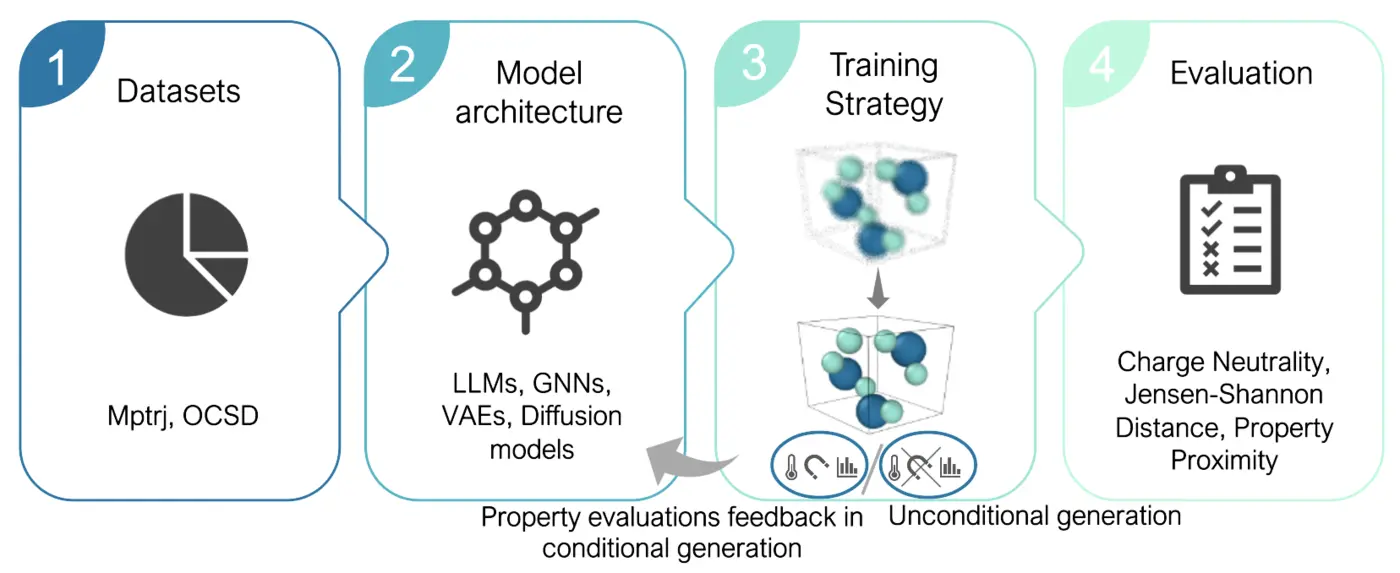 1
Datasets
Mptrj, OCSD
2
Model
architecture
LLMs, GNNs,
VAEs, Diffusion
models
3
Training
Strategy
Property evaluations feedback in
conditional generation
Unconditional generation
4
Evaluation
Charge Neutrality,
Jensen-Shannon
Distance, Property
Proximity